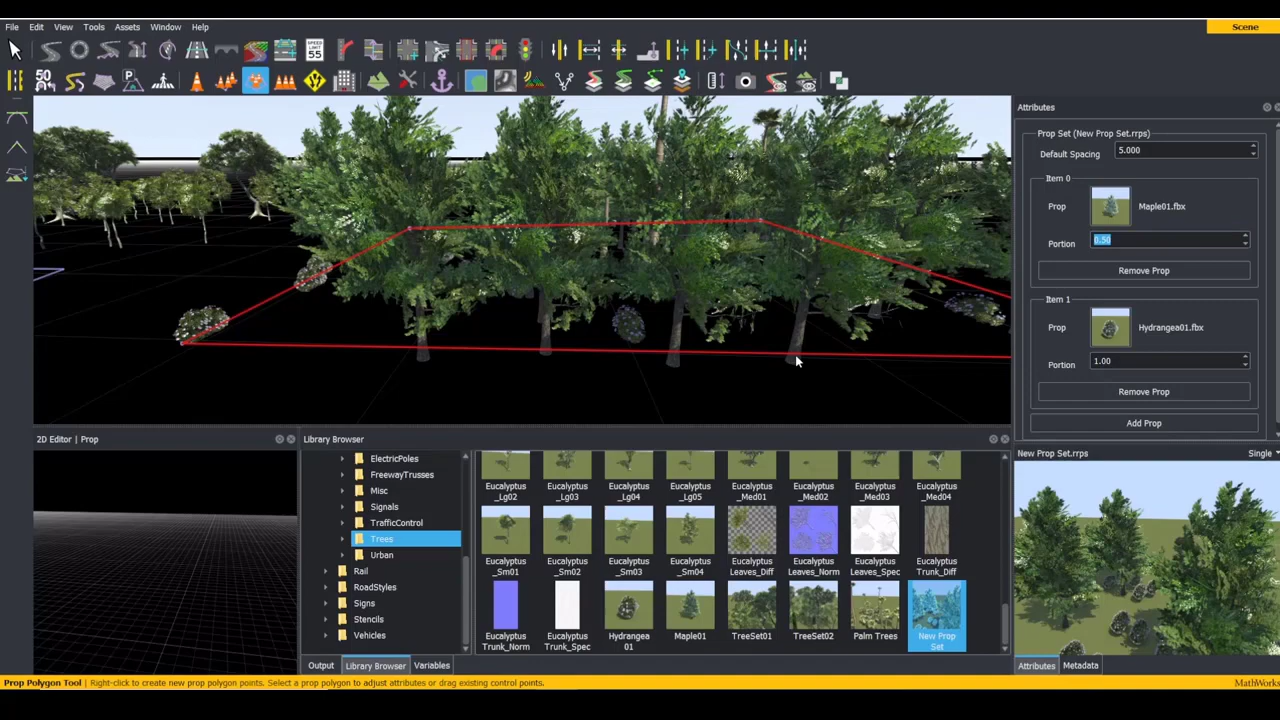 File Edit View Tools Assets Window Help
Scene
SPEED
LIMIT
55
50
P
Attributes
Prop Set (New Prop Set.rrps)
Default Spacing 5.000
Item 0
Prop Maple01.fbx
Portion 0.50
Remove Prop
Item 1
Prop Hydrangea01.fbx
Portion 1.00
Remove Prop
Add Prop
2D Editor | Prop
Library Browser
ElectricPoles
FreewayTrusses
Misc
Signals
TrafficControl
Trees
Urban
Rail
RoadStyles
Signs
Stencils
Vehicles
Eucalyptus _Lg02
Eucalyptus _Lg03
Eucalyptus _Lg04
Eucalyptus _Lg05
Eucalyptus _Med01
Eucalyptus _Med02
Eucalyptus _Med03
Eucalyptus _Med04
Eucalyptus _Sm01
Eucalyptus _Sm02
Eucalyptus _Sm03
Eucalyptus _Sm04
Eucalyptus Leaves_Diff
Eucalyptus Leaves_Norm
Eucalyptus Leaves_Spec
Eucalyptus Trunk_Diff
Eucalyptus Trunk_Norm
Eucalyptus Trunk_Spec
Hydrangea 01
Maple01
TreeSet01
TreeSet02
Palm Trees
New Prop Set
New Prop Set.rrps Single
Output Library Browser Variables
Attributes Metadata
Prop Polygon Tool | Right-click to create new prop polygon points. Select a prop polygon to adjust attributes or drag existing control points.
MathWorks